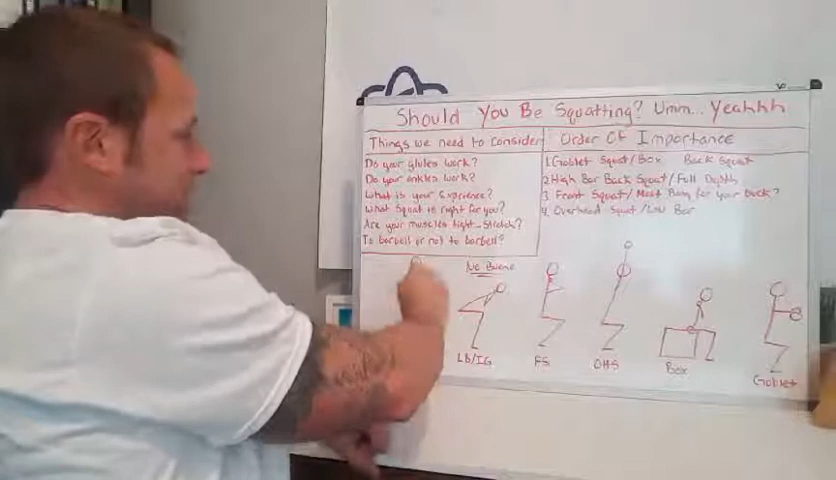 Should You Be Squatting? Umm... Yeahhh
Things we need to Consider
Do your glutes work?
Do your ankles work?
What is your Experience?
What Squat is right for you?
Are your muscles tight - Stretch?
To barbell or not to barbell?
Order Of Importance
1. Goblet Squat/Box Back Squat
2. High Bar Back Squat/Full Depth
3. Front Squat/Most Bang for your Buck?
4. Overhead Squat/Low Bar
No Bueno
LB/IG
FS
OHS
Box
Goblet